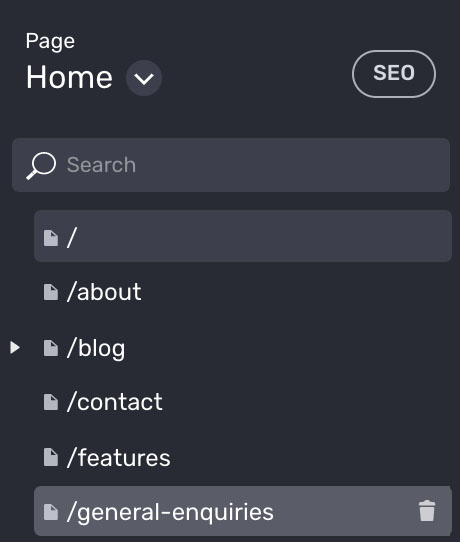 Page
Home
SEO
Search
/
/about
/blog
/contact
/features
/general-enquiries